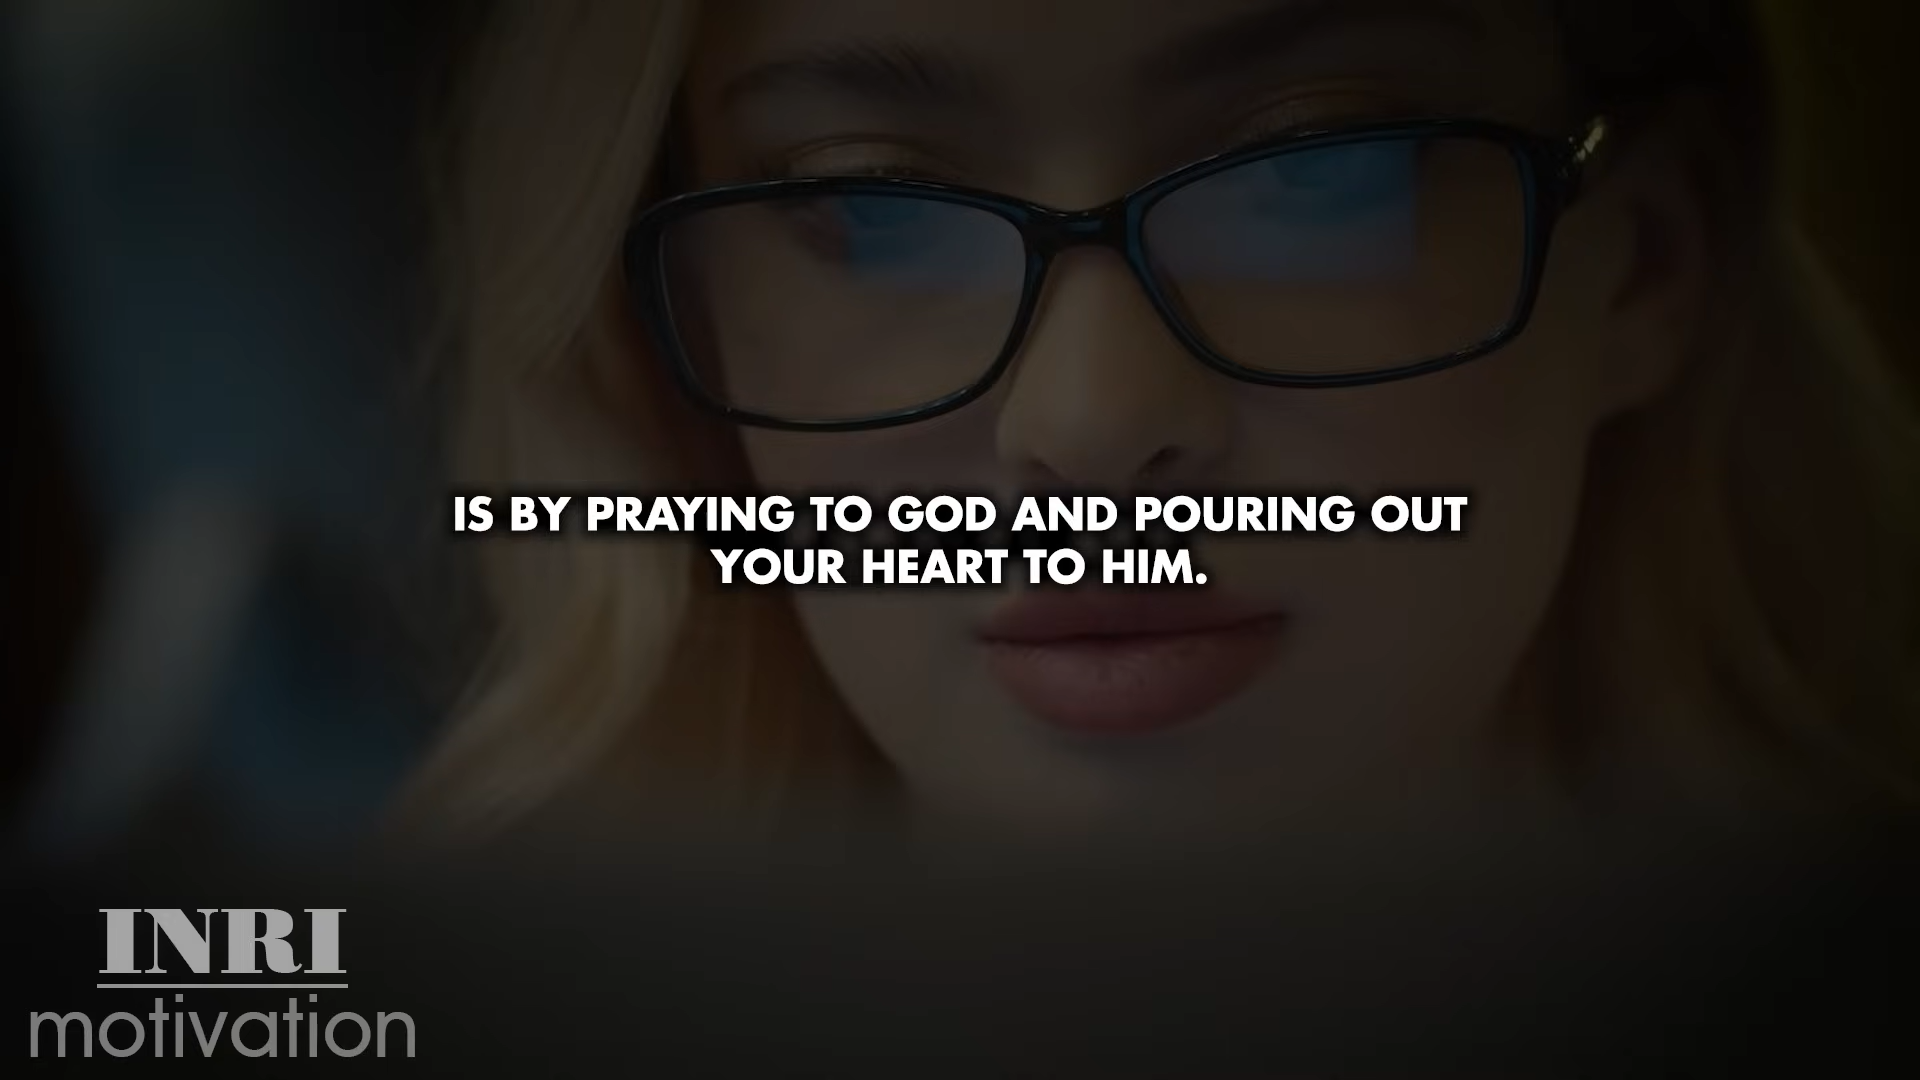 IS BY PRAYING TO GOD AND POURING OUT
YOUR HEART TO HIM.
INRI
motivation